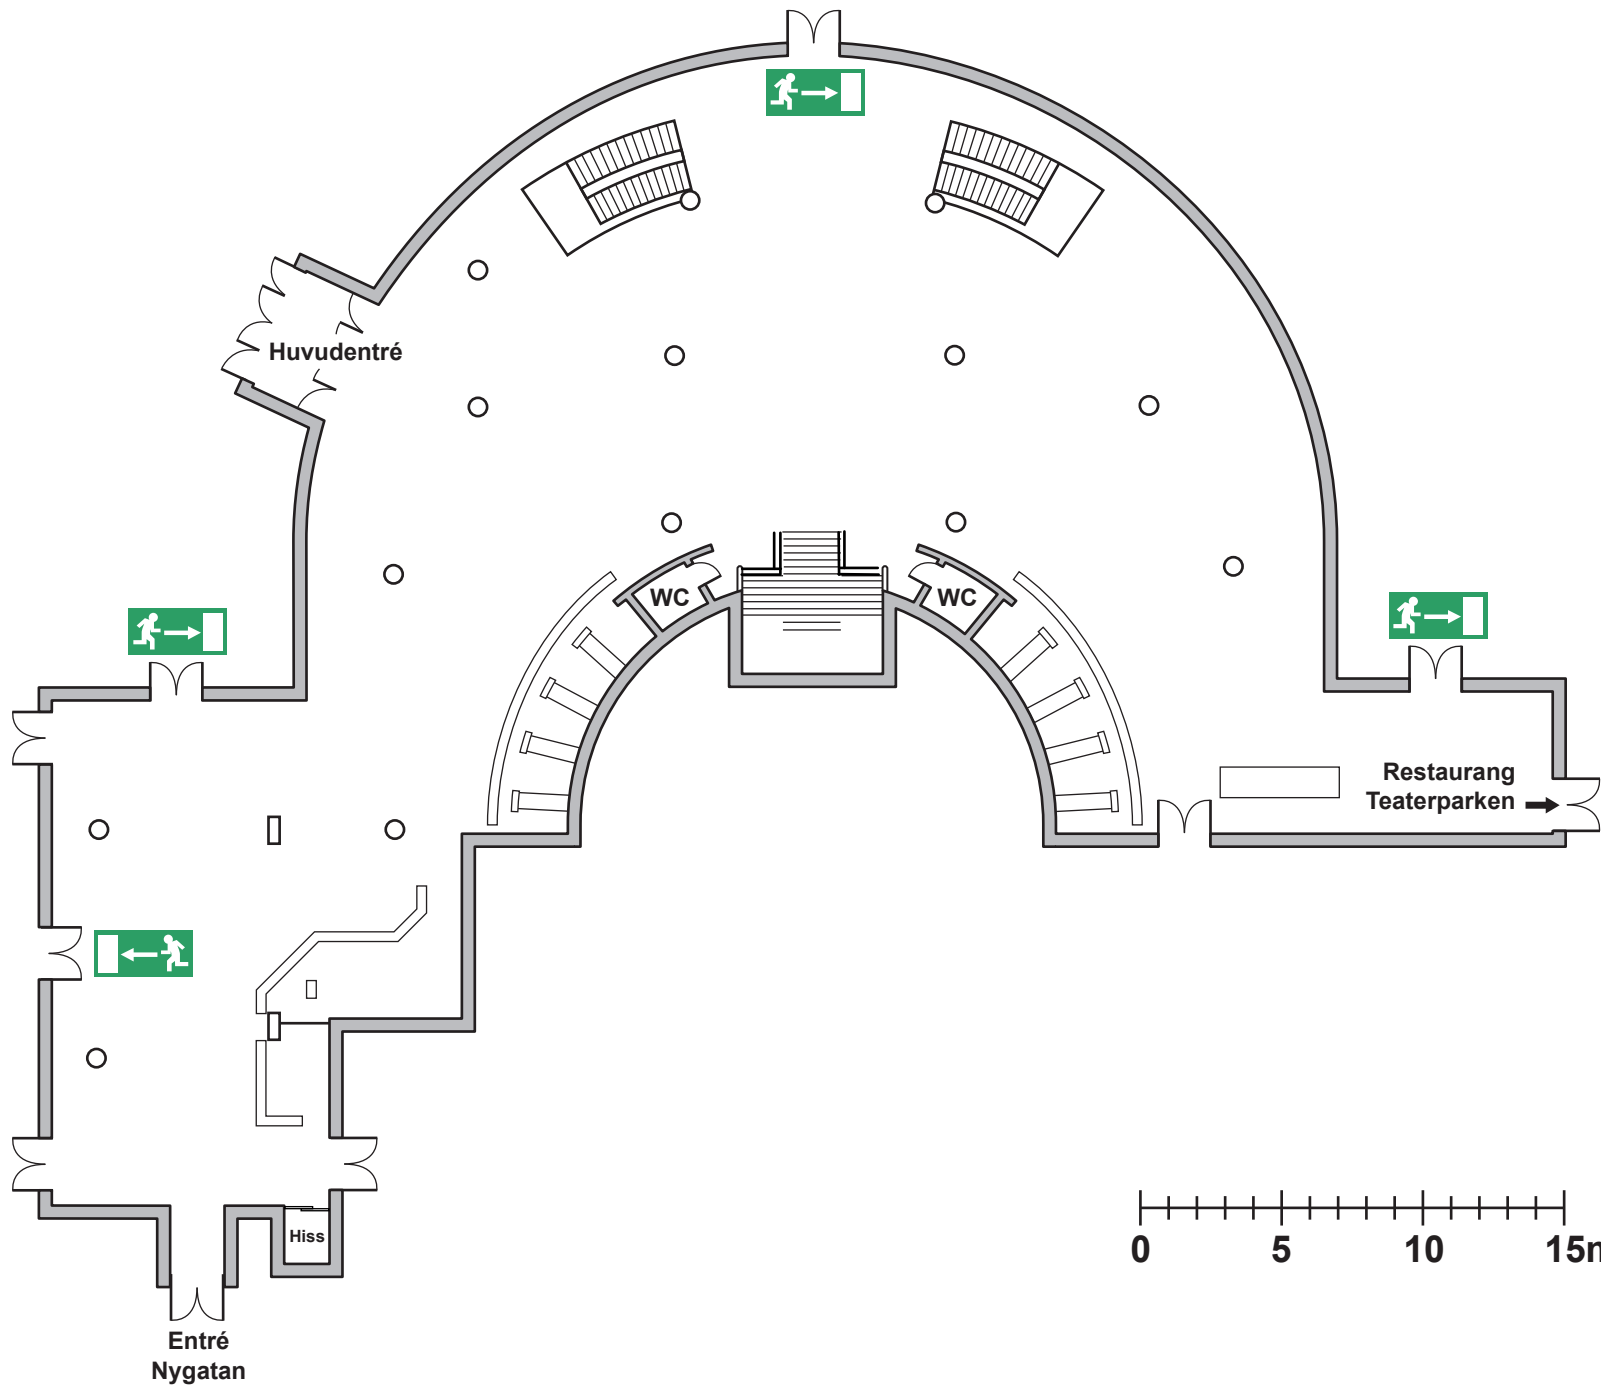 Huvudentré
WC
WC
Restaurang
Teaterparken
Hiss
0 5 10 15m
Entré
Nygatan